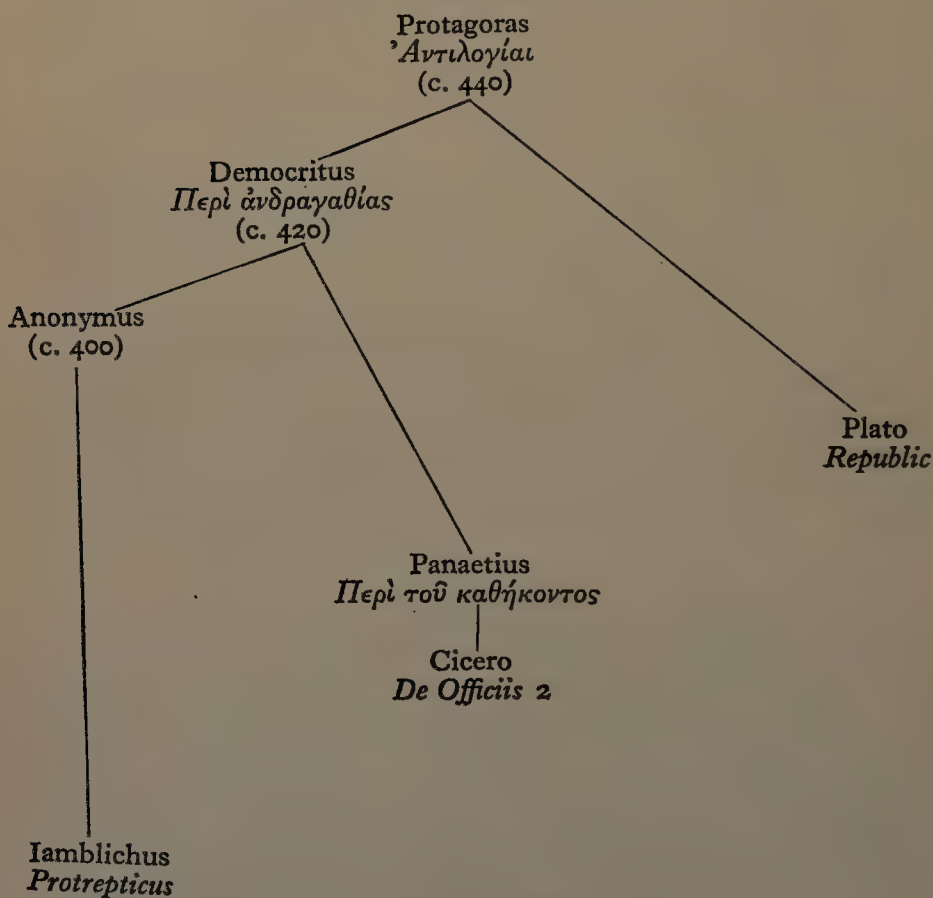 Protagoras
Ἀντιλογίαι
(c. 440)
Democritus
Περὶ ἀνδραγαθίας
(c. 420)
Anonymus
(c. 400)
Plato
Republic
Panaetius
Περὶ τοῦ καθήκοντος
Cicero
De Officiis 2
Iamblichus
Protrepticus